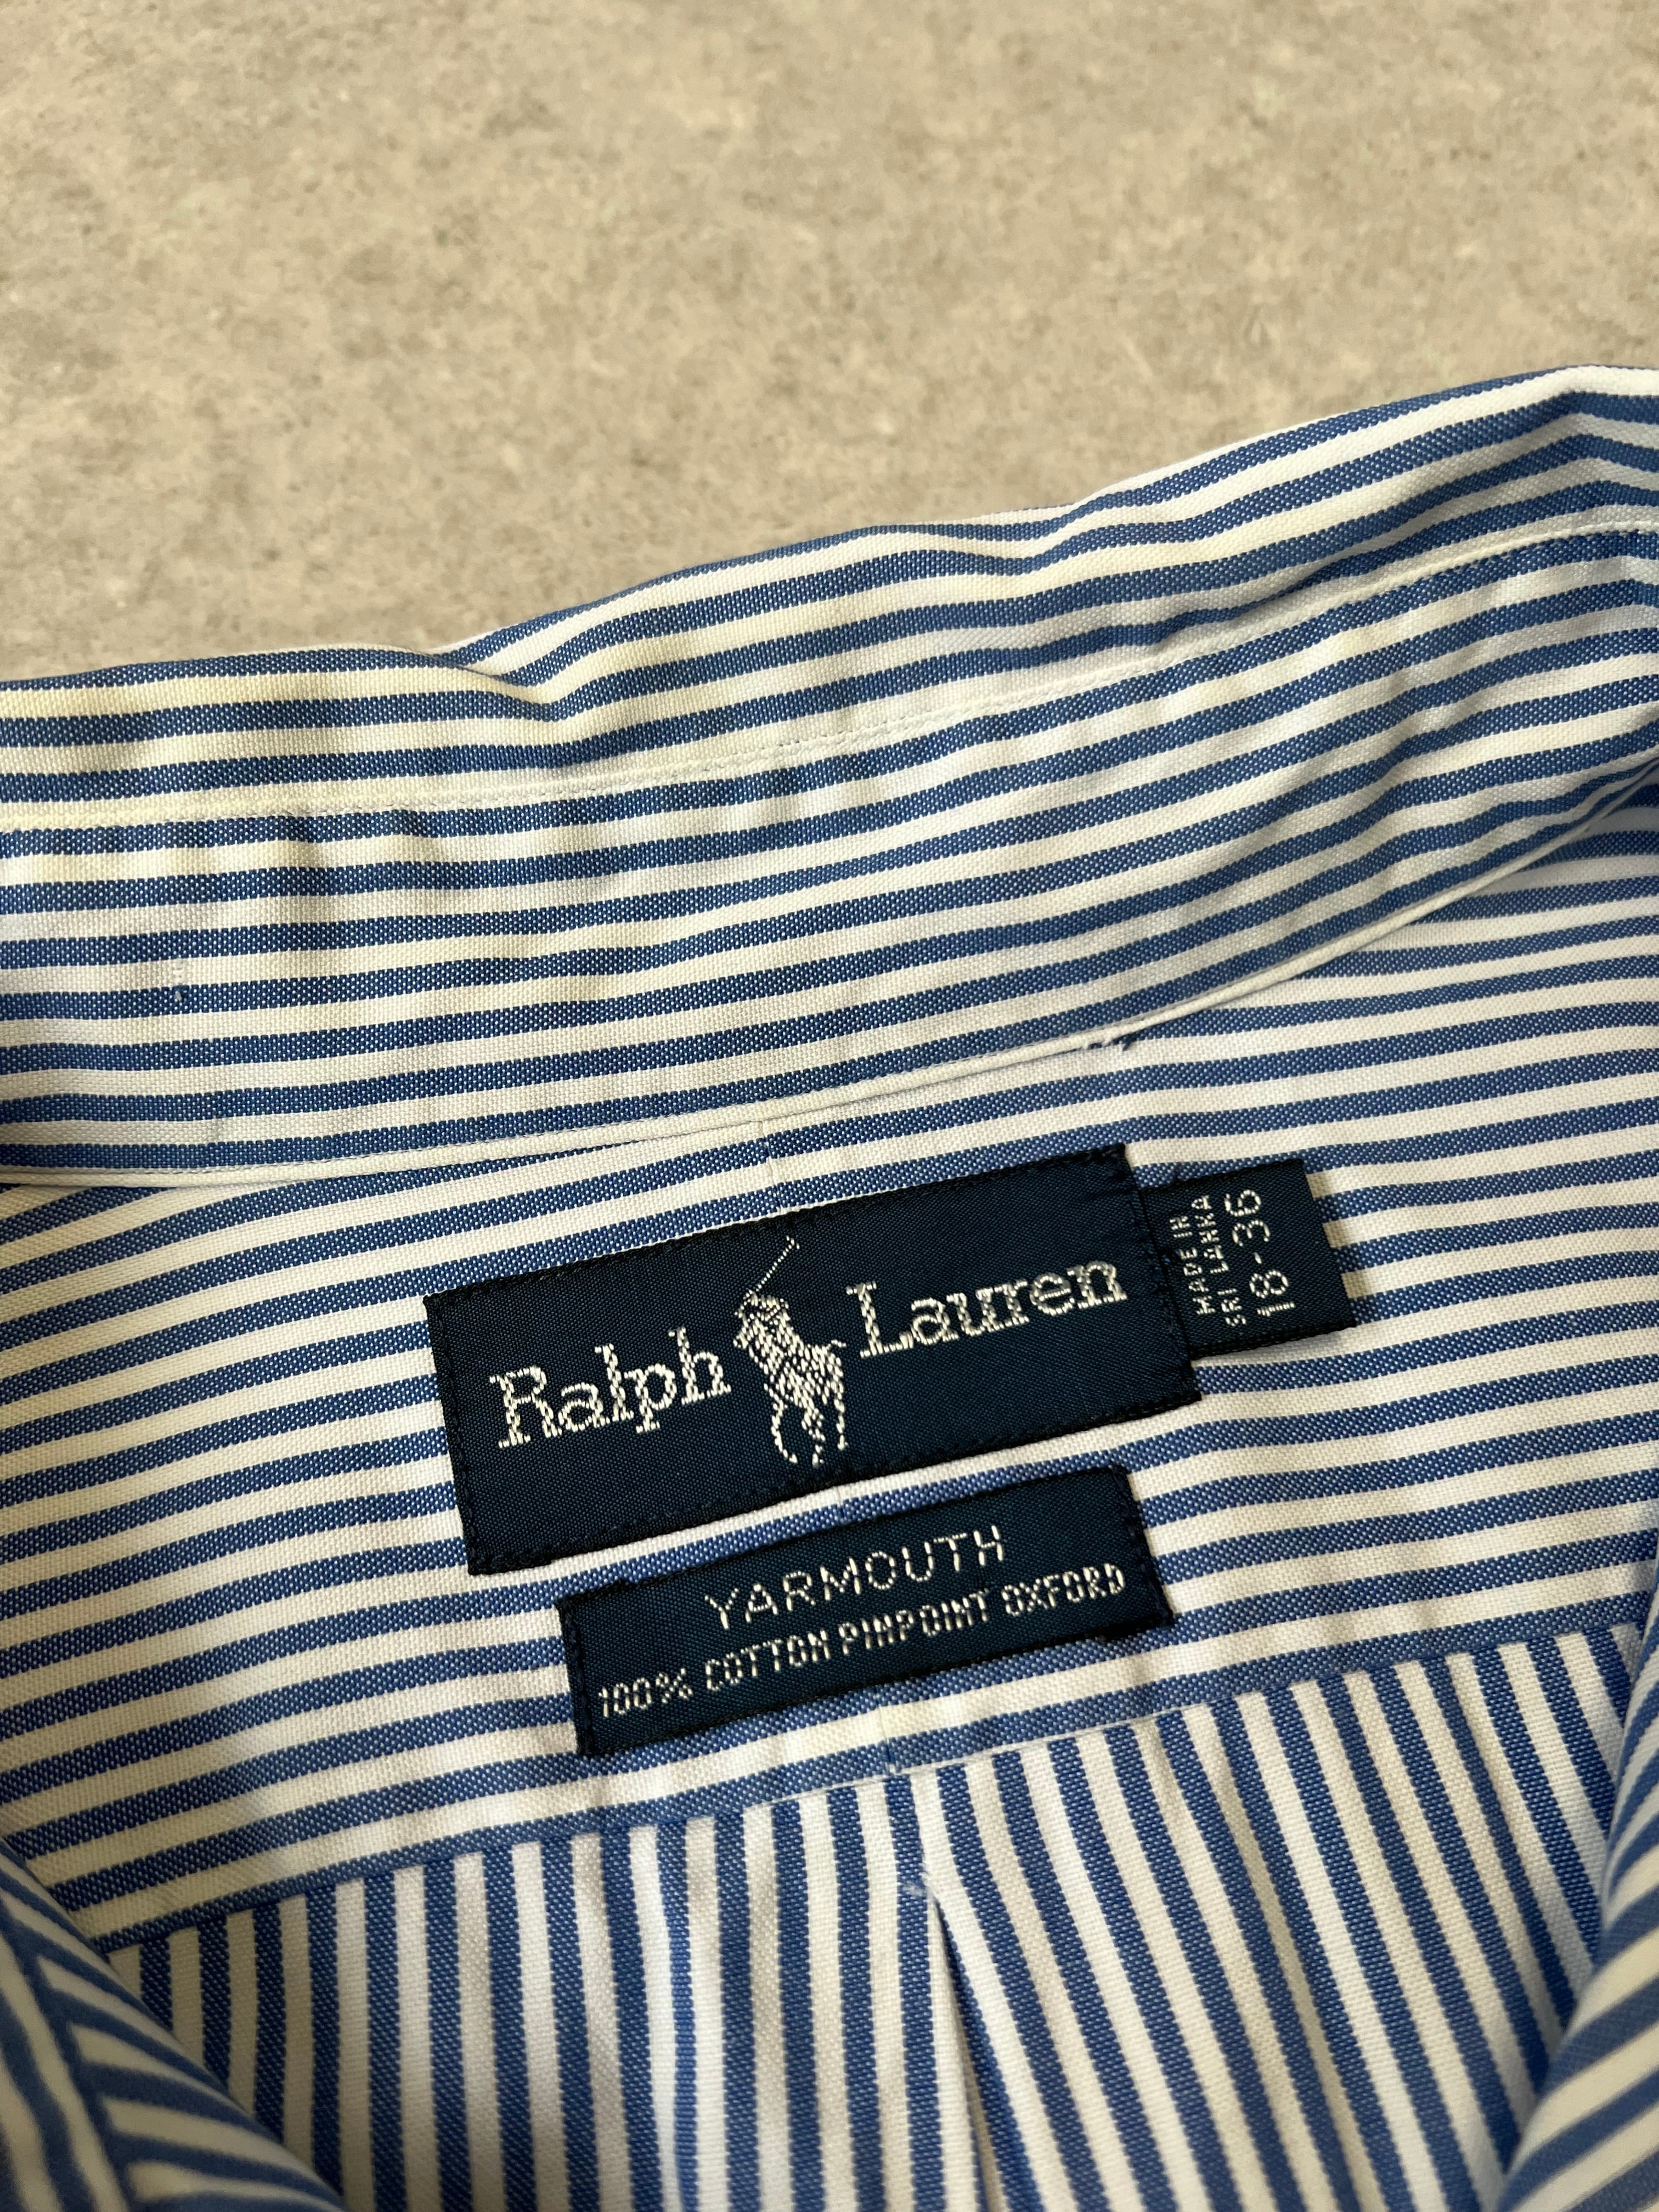 Ralph Lauren
MADE IN
SRI LANKA
18-36
YARMOUTH
100% COTTON PINPOINT OXFORD